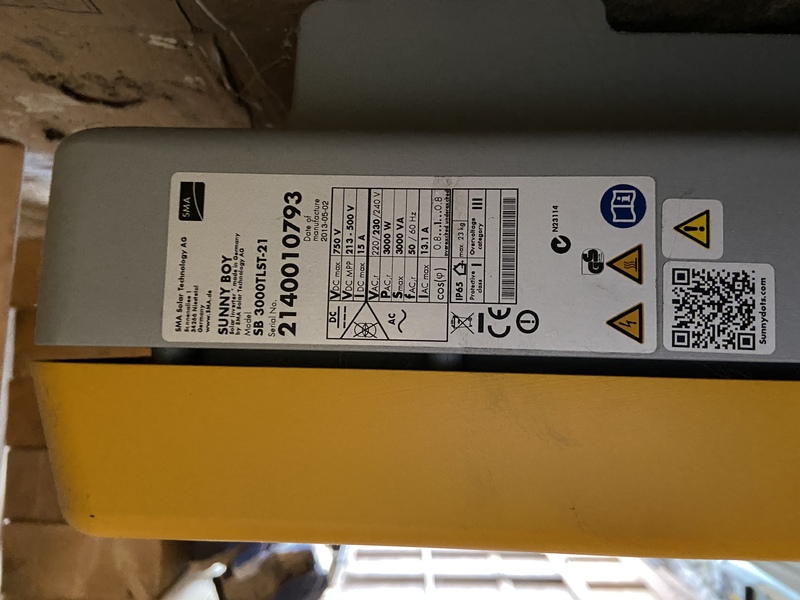 SMA
SMA Solar Technology AG
Sonnenallee 1
34266 Niestetal
Germany
www.SMA.de
SUNNY BOY
Solar Inverter, made in Germany
by SMA Solar Technology AG
Model
SB 3000TLST-21
Serial No.
2140010793
Date of
manufacture
2013-05-02
DC
AC
VDC max 750 V
VDC MPP 213 - 500 V
IDC max 15 A
VAC,r 220/230/240 V
PAC,r 3000 W
Smax 3000 VA
fAC,r 50 / 60 Hz
IAC max 13.1 A
cos(φ) 0.8...1...0.8
overexcited underexcited
IP65 max. 23 kg
Protective class I
Overvoltage category III
CE
GS
N23114
Sunnydots.com